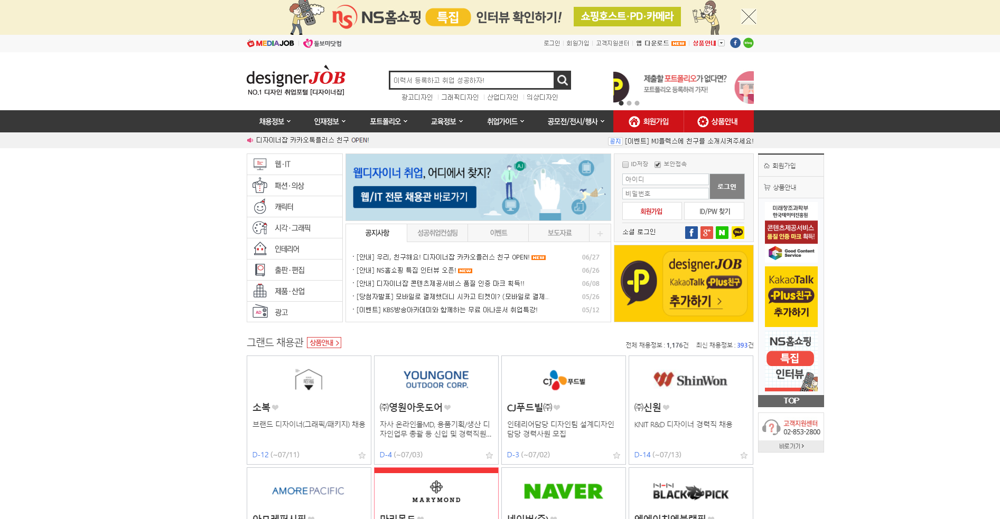 NS홈쇼핑 특집 인터뷰 확인하기! 쇼핑호스트·PD·카메라
MEDIAJOB 돌보미닷컴
로그인 회원가입 고객지원센터 앱 다운로드 NEW 상품안내 f blog
designerJOB
NO.1 디자인 취업포털 [디자이너잡]
이력서 등록하고 취업 성공하자!
광고디자인 그래픽디자인 산업디자인 의상디자인
제출할 포트폴리오가 없다면?
포트폴리오 등록하러 가자!
채용정보 인재정보 포트폴리오 교육정보 취업가이드 공모전/전시/행사 회원가입 상품안내
디자이너잡 카카오톡플러스 친구 OPEN!
공지 [이벤트] MJ플렉스에 친구를 소개시켜주세요!
웹·IT
패션·의상
캐릭터
시각·그래픽
인테리어
출판·편집
제품·산업
AD 광고
웹디자이너 취업, 어디에서 찾지?
웹/IT 전문 채용관 바로가기
A.I
공지사항 성공취업컨설팅 이벤트 보도자료 +
· [안내] 우리, 친구해요! 디자이너잡 카카오플러스 친구 OPEN! NEW 06/27
· [안내] NS홈쇼핑 특집 인터뷰 오픈! NEW 06/26
· [안내] 디자이너잡 콘텐츠제공서비스 품질 인증 마크 획득!! 06/08
· [당첨자발표] 모바일로 결제했더니 시카고 티켓이? (모바일로 결제... 05/26
· [이벤트] KBS방송아카데미와 함께하는 무료 아나운서 취업특강! 05/12
ID저장 보안접속
아이디
비밀번호
로그인
회원가입 ID/PW 찾기
소셜 로그인 f g+ N TALK
designerJOB
KakaoTalk Plus친구
추가하기
회원가입
상품안내
미래창조과학부
한국데이터진흥원
콘텐츠제공서비스
품질 인증 마크 획득!
Good Content
Service
KakaoTalk
Plus친구
추가하기
NS홈쇼핑
특집
인터뷰
TOP
고객지원센터
02-853-2800
바로가기
그랜드 채용관 상품안내
전체 채용정보 : 1,176건 최신 채용정보 : 393건
昭福
소복
브랜드 디자이너(그래픽/패키지) 채용
D-12 (~07/11)
YOUNGONE
OUTDOOR CORP.
㈜영원아웃도어
자사 온라인몰MD, 용품기획/생산 디
자인업무 총괄 등 신입 및 경력직원...
D-4 (~07/03)
CJ 푸드빌
CJ푸드빌㈜
인테리어담당 디자인팀 설계디자인
담당 경력사원 모집
D-3 (~07/02)
ShinWon
㈜신원
KNIT R&D 디자이너 경력직 채용
D-14 (~07/13)
AMOREPACIFIC
아모레퍼시픽
MARYMOND
마리몬드
NAVER
네이버(주)
BLACKPICK
엔에이치엔블랙픽